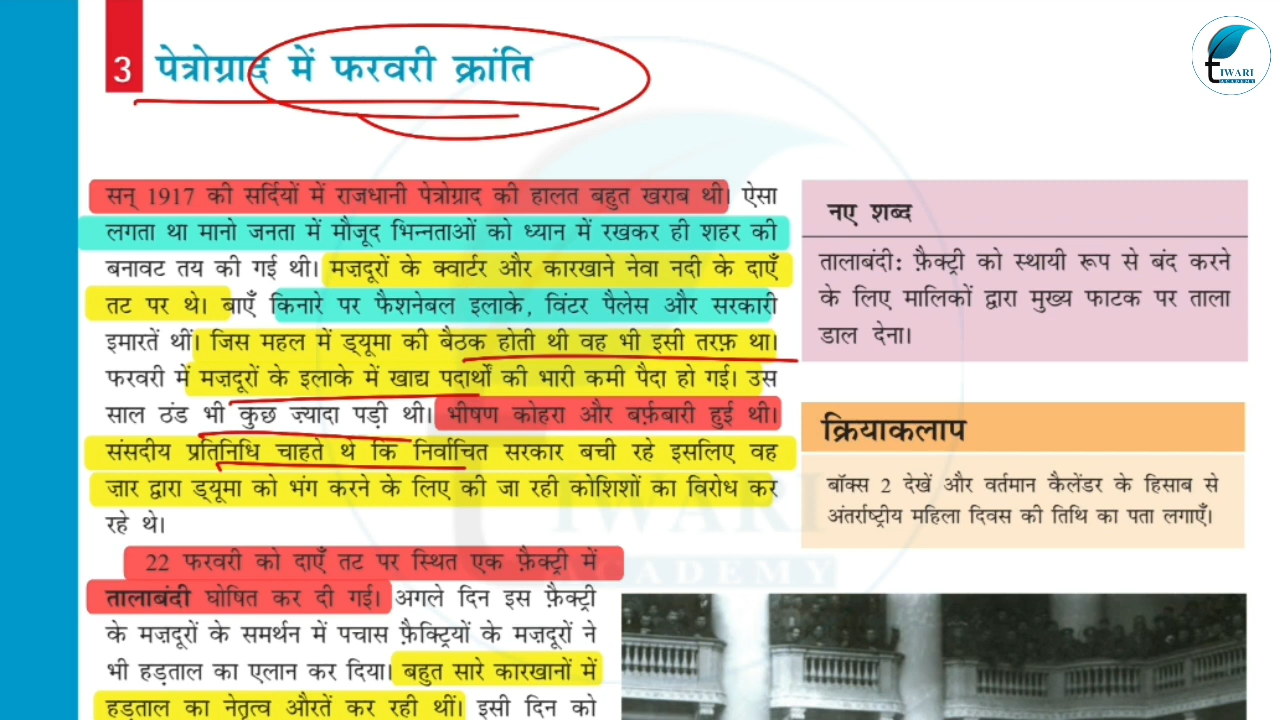 3 पेत्रोग्राद में फरवरी क्रांति
सन् 1917 की सर्दियों में राजधानी पेत्रोग्राद की हालत बहुत खराब थी। ऐसा
लगता था मानो जनता में मौजूद भिन्नताओं को ध्यान में रखकर ही शहर की
बनावट तय की गई थी। मज़दूरों के क्वार्टर और कारखाने नेवा नदी के दाएँ
तट पर थे। बाएँ किनारे पर फैशनेबल इलाके, विंटर पैलेस और सरकारी
इमारतें थीं। जिस महल में ड्यूमा की बैठक होती थी वह भी इसी तरफ़ था।
फरवरी में मज़दूरों के इलाके में खाद्य पदार्थों की भारी कमी पैदा हो गई। उस
साल ठंड भी कुछ ज़्यादा पड़ी थी। भीषण कोहरा और बर्फ़बारी हुई थी।
संसदीय प्रतिनिधि चाहते थे कि निर्वाचित सरकार बची रहे इसलिए वह
ज़ार द्वारा ड्यूमा को भंग करने के लिए की जा रही कोशिशों का विरोध कर
रहे थे।
22 फरवरी को दाएँ तट पर स्थित एक फ़ैक्ट्री में
तालाबंदी घोषित कर दी गई। अगले दिन इस फ़ैक्ट्री
के मज़दूरों के समर्थन में पचास फ़ैक्ट्रियों के मज़दूरों ने
भी हड़ताल का एलान कर दिया। बहुत सारे कारखानों में
हड़ताल का नेतृत्व औरतें कर रही थीं। इसी दिन को
नए शब्द
तालाबंदी: फ़ैक्ट्री को स्थायी रूप से बंद करने
के लिए मालिकों द्वारा मुख्य फाटक पर ताला
डाल देना।
क्रियाकलाप
बॉक्स 2 देखें और वर्तमान कैलेंडर के हिसाब से
अंतर्राष्ट्रीय महिला दिवस की तिथि का पता लगाएँ।
TIWARI
ACADEMY
TIWARI
ACADEMY